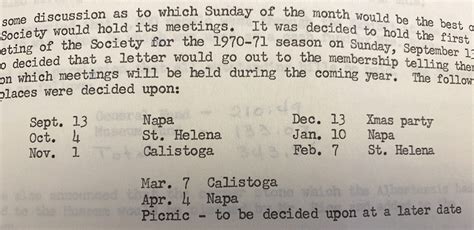 some discussion as to which Sunday of the month would be the best
Society would hold its meetings. It was decided to hold the first
eting of the Society for the 1970-71 season on Sunday, September 13
o decided that a letter would go out to the membership telling them
on which meetings will be held during the coming year. The follow
places were decided upon:
Sept. 13 Napa Dec. 13 Xmas party
Oct. 4 St. Helena Jan. 10 Napa
Nov. 1 Calistoga Feb. 7 St. Helena
Mar. 7 Calistoga
Apr. 4 Napa
Picnic - to be decided upon at a later date